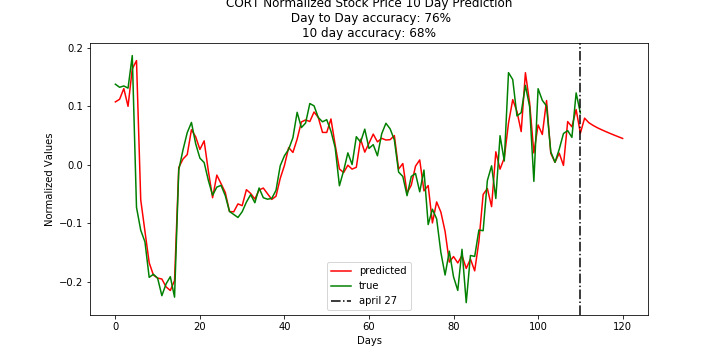 CORT Normalized Stock Price 10 Day Prediction
Day to Day accuracy: 76%
10 day accuracy: 68%
0.2
0.1
0.0
−0.1
−0.2
Normalized Values
predicted
true
april 27
0 20 40 60 80 100 120
Days